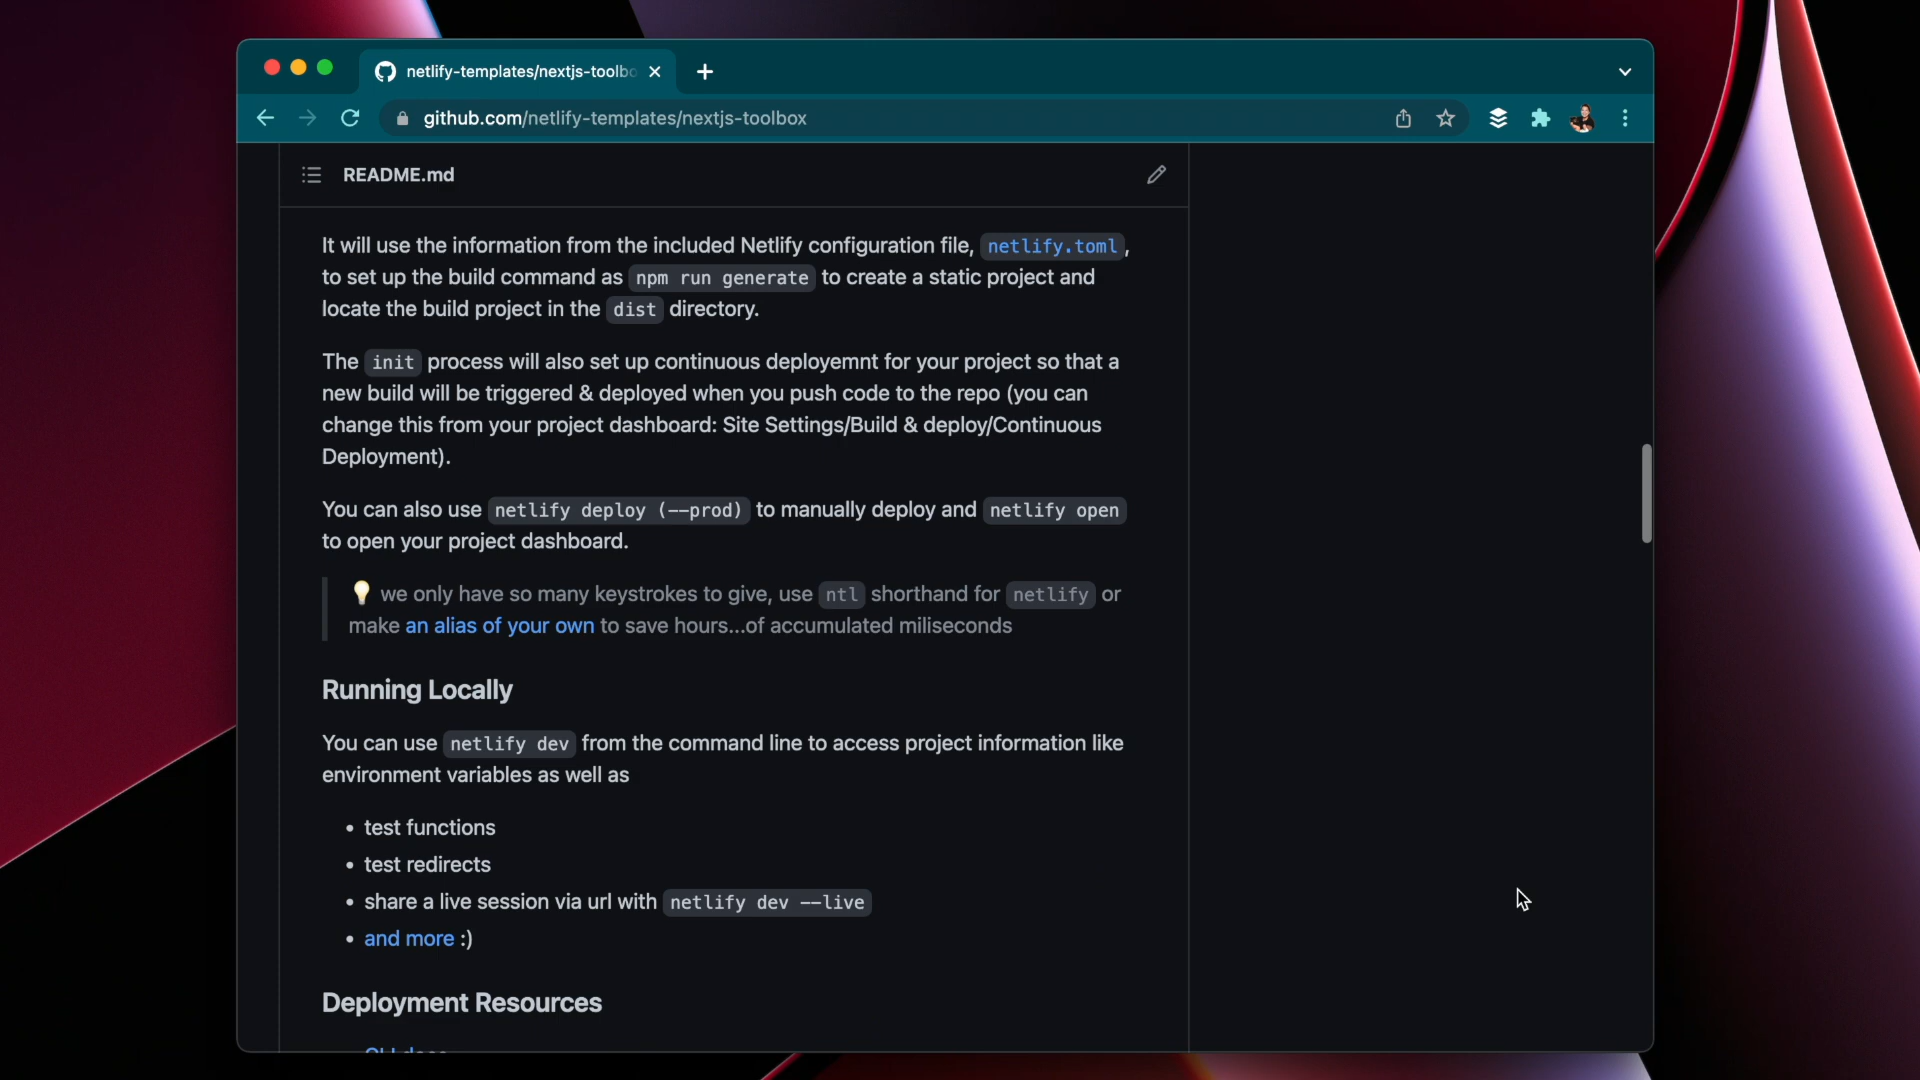 netlify-templates/nextjs-toolbo
github.com/netlify-templates/nextjs-toolbox
README.md
It will use the information from the included Netlify configuration file, netlify.toml,
to set up the build command as npm run generate to create a static project and
locate the build project in the dist directory.
The init process will also set up continuous deployemnt for your project so that a
new build will be triggered & deployed when you push code to the repo (you can
change this from your project dashboard: Site Settings/Build & deploy/Continuous
Deployment).
You can also use netlify deploy (--prod) to manually deploy and netlify open
to open your project dashboard.
💡 we only have so many keystrokes to give, use ntl shorthand for netlify or
make an alias of your own to save hours...of accumulated miliseconds
Running Locally
You can use netlify dev from the command line to access project information like
environment variables as well as
• test functions
• test redirects
• share a live session via url with netlify dev --live
• and more :)
Deployment Resources
CLI docs